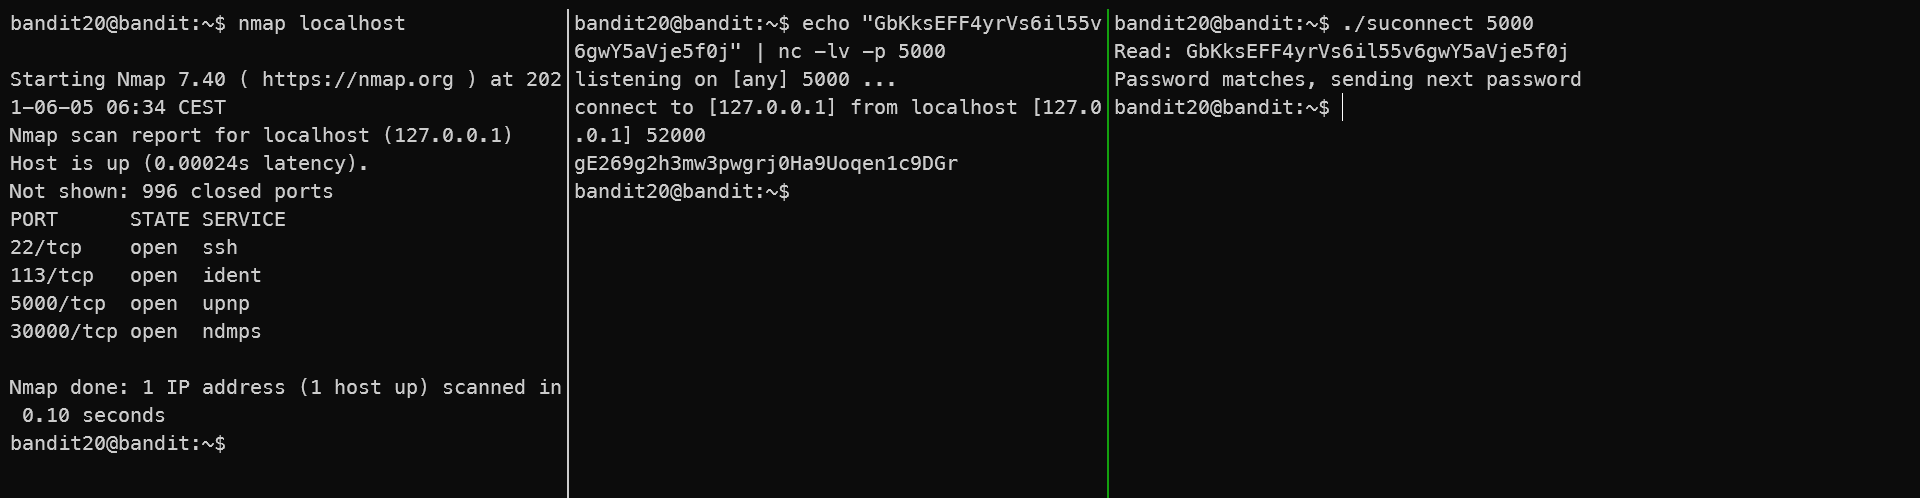 bandit20@bandit:~$ nmap localhost

Starting Nmap 7.40 ( https://nmap.org ) at 202
1-06-05 06:34 CEST
Nmap scan report for localhost (127.0.0.1)
Host is up (0.00024s latency).
Not shown: 996 closed ports
PORT      STATE SERVICE
22/tcp    open  ssh
113/tcp   open  ident
5000/tcp  open  upnp
30000/tcp open  ndmps

Nmap done: 1 IP address (1 host up) scanned in
 0.10 seconds
bandit20@bandit:~$
bandit20@bandit:~$ echo "GbKksEFF4yrVs6il55v
6gwY5aVje5f0j" | nc -lv -p 5000
listening on [any] 5000 ...
connect to [127.0.0.1] from localhost [127.0
.0.1] 52000
gE269g2h3mw3pwgrj0Ha9Uoqen1c9DGr
bandit20@bandit:~$
bandit20@bandit:~$ ./suconnect 5000
Read: GbKksEFF4yrVs6il55v6gwY5aVje5f0j
Password matches, sending next password
bandit20@bandit:~$